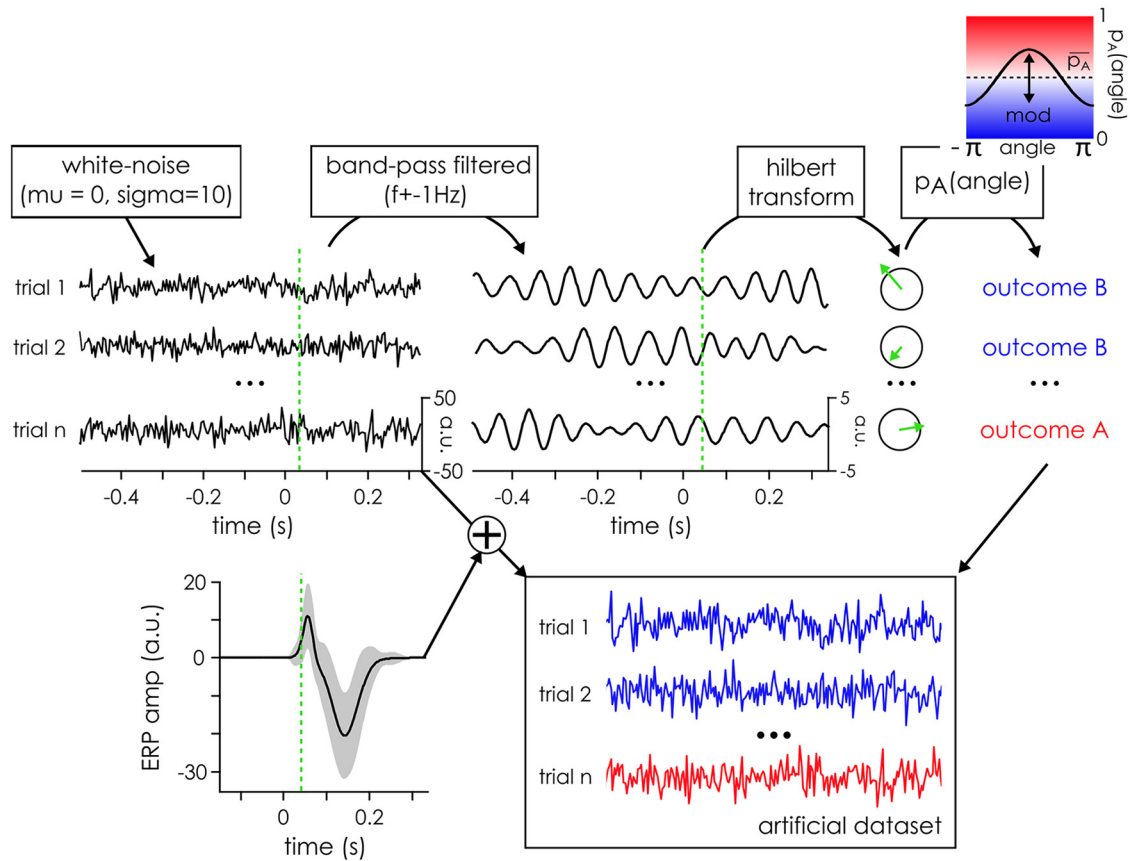 1
p_A(angle)
p_A
mod
0
-π angle π
white-noise
(mu = 0, sigma=10)
band-pass filtered
(f+-1Hz)
hilbert
transform
p_A(angle)
trial 1
outcome B
trial 2
outcome B
...
...
...
...
trial n
50
a.u.
-50
5
a.u.
-5
outcome A
-0.4 -0.2 0 0.2
time (s)
-0.4 -0.2 0 0.2
time (s)
+
20
0
-30
ERP amp (a.u.)
0 0.2
time (s)
trial 1
trial 2
...
trial n
artificial dataset